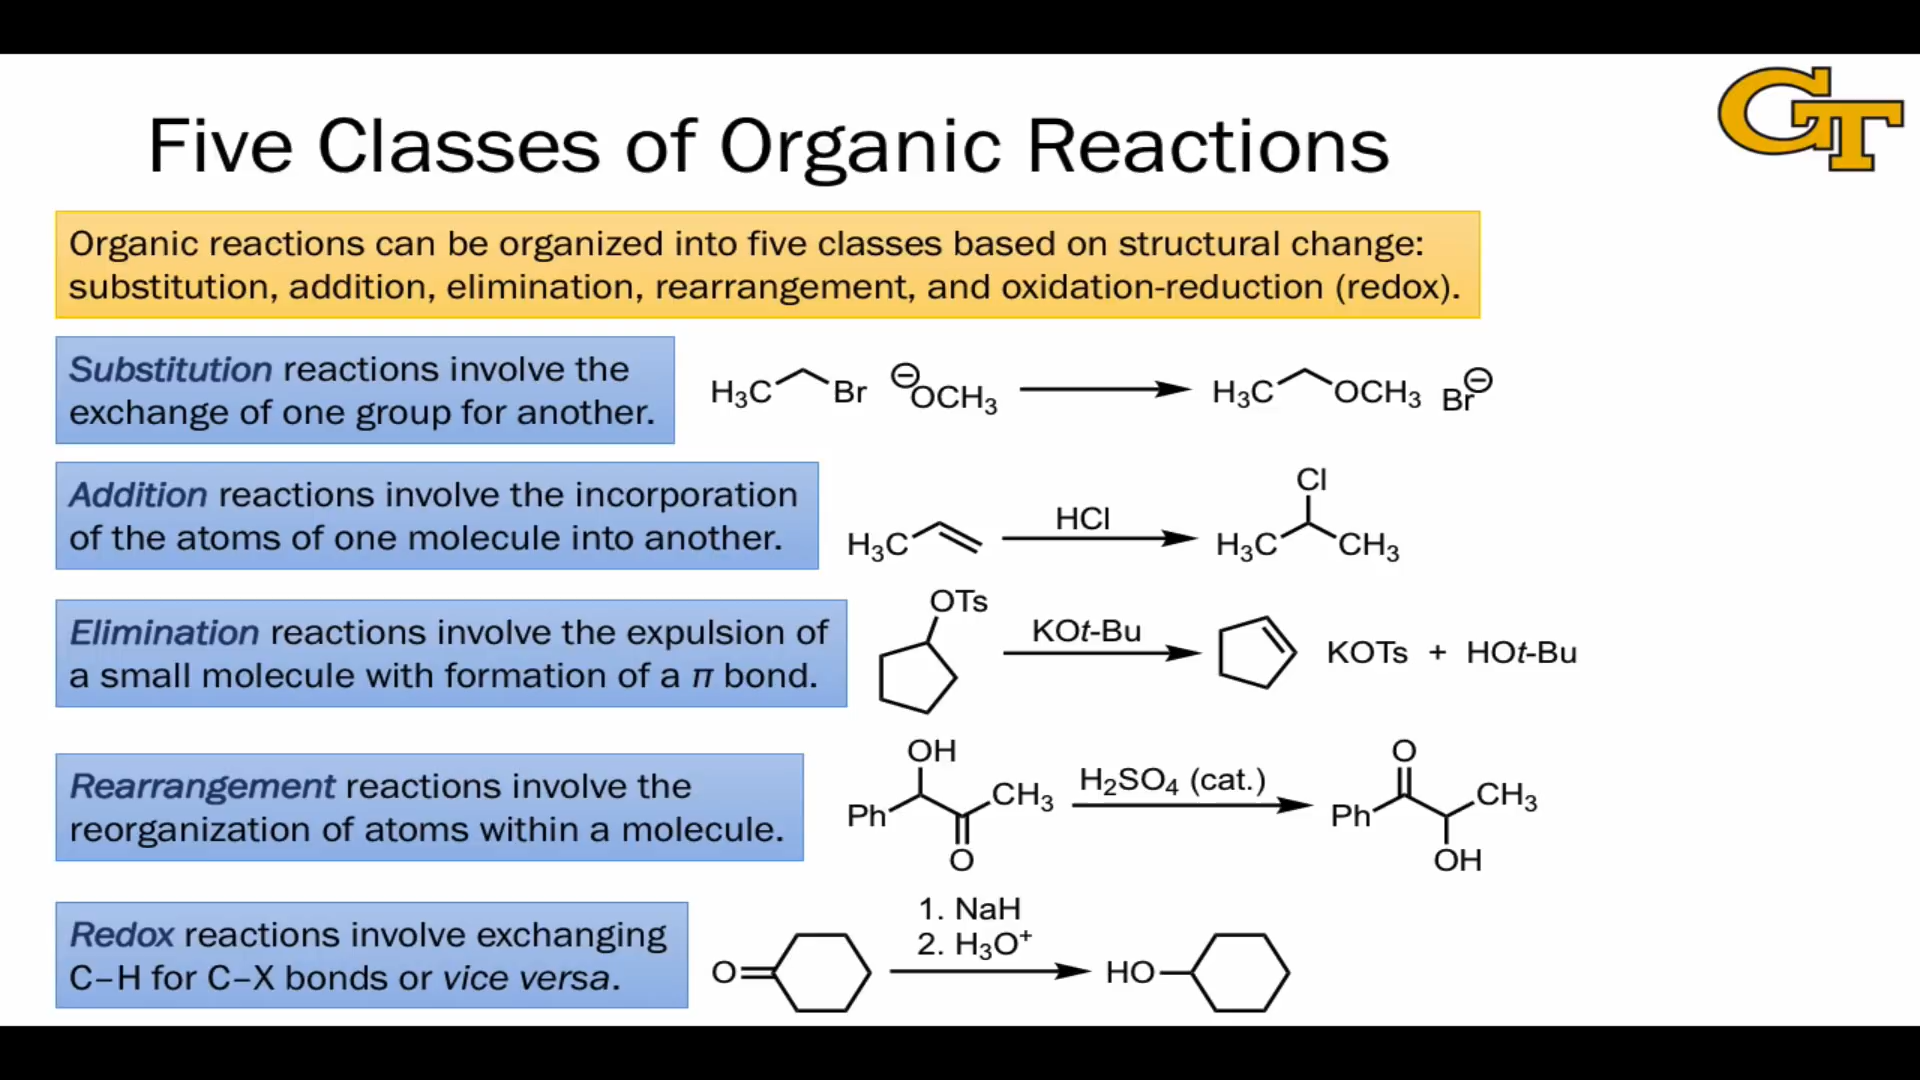 GT
Five Classes of Organic Reactions
Organic reactions can be organized into five classes based on structural change:
substitution, addition, elimination, rearrangement, and oxidation-reduction (redox).
Substitution reactions involve the
exchange of one group for another.
H₃C Br ⊖OCH₃ H₃C OCH₃ Br⊖
Addition reactions involve the incorporation
of the atoms of one molecule into another.
H₃C HCl Cl H₃C CH₃
Elimination reactions involve the expulsion of
a small molecule with formation of a π bond.
OTs KOt-Bu KOTs + HOt-Bu
Rearrangement reactions involve the
reorganization of atoms within a molecule.
OH Ph CH₃ O H₂SO₄ (cat.) O Ph CH₃ OH
Redox reactions involve exchanging
C–H for C–X bonds or vice versa.
1. NaH
2. H₃O⁺
O HO